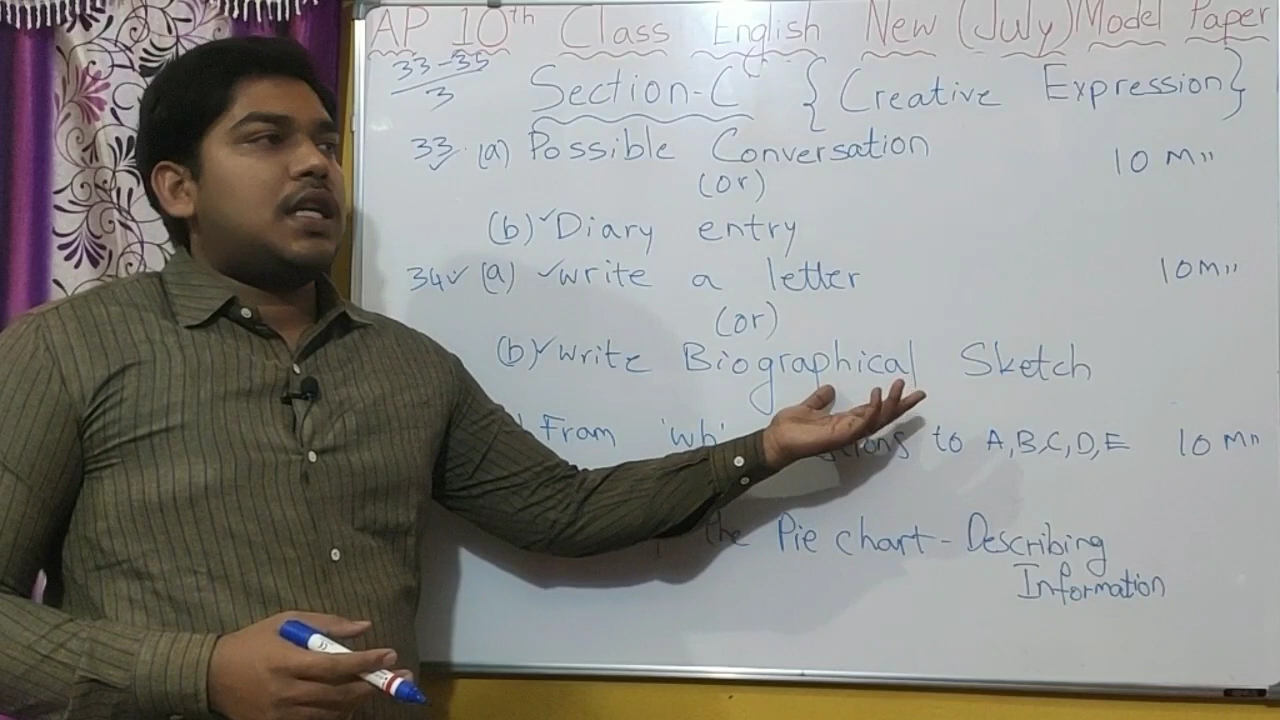 AP 10th Class English New (July) Model Paper
33-35
3
Section-C {Creative Expression}
33. (a) Possible Conversation 10 M"
(or)
(b) ✓Diary entry
34✓ (a) ✓write a letter 10M"
(or)
(b)✓ write Biographical Sketch
From 'wh' to A,B,C,D,E 10 M"
the Pie chart - Describing
Information